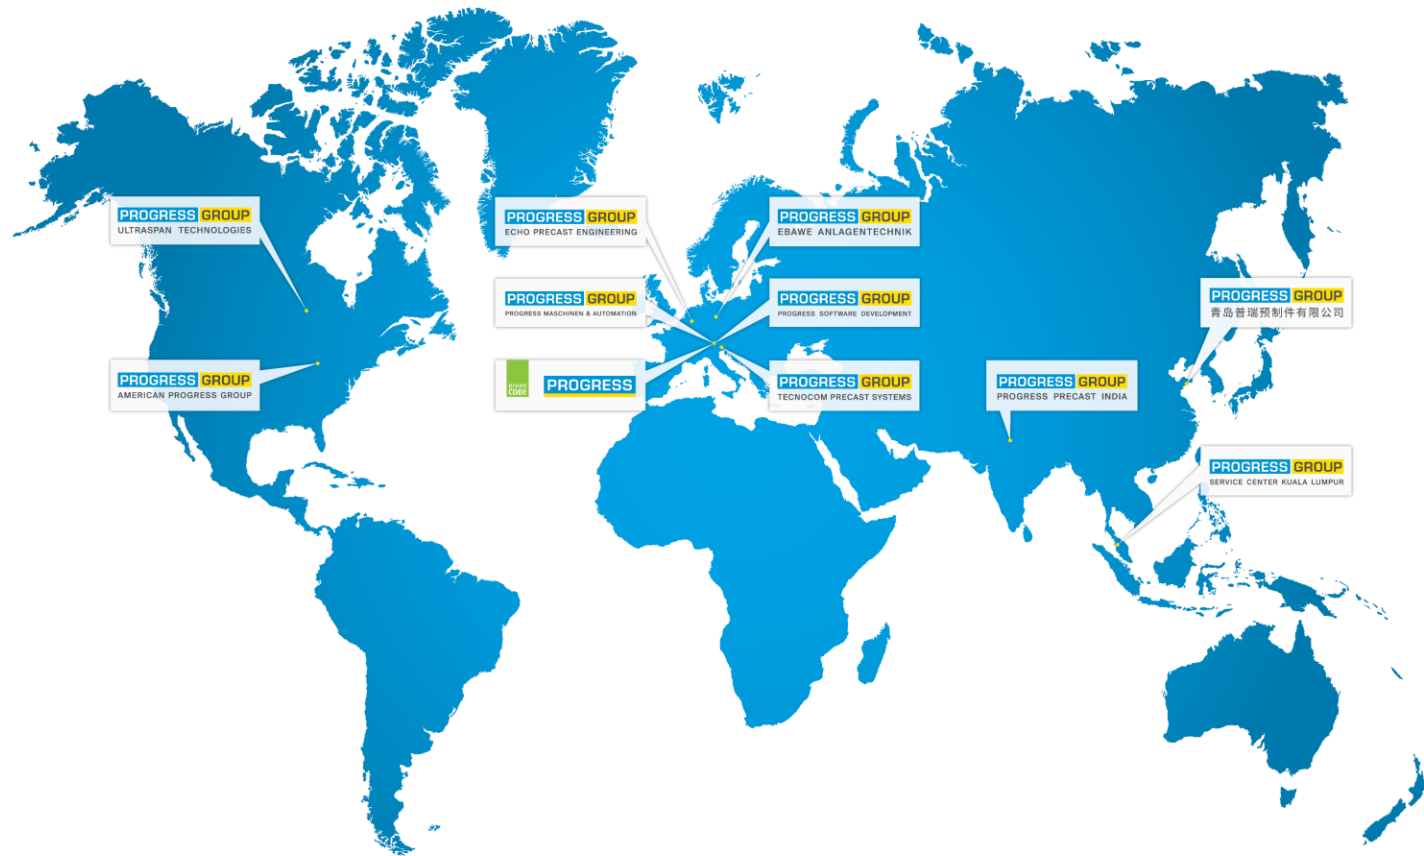 PROGRESS GROUP
ULTRASPAN TECHNOLOGIES
PROGRESS GROUP
AMERICAN PROGRESS GROUP
PROGRESS GROUP
ECHO PRECAST ENGINEERING
PROGRESS GROUP
PROGRESS MASCHINEN & AUTOMATION
green
CODE
PROGRESS
PROGRESS GROUP
EBAWE ANLAGENTECHNIK
PROGRESS GROUP
PROGRESS SOFTWARE DEVELOPMENT
PROGRESS GROUP
TECNOCOM PRECAST SYSTEMS
PROGRESS GROUP
PROGRESS PRECAST INDIA
PROGRESS GROUP
青岛普瑞预制件有限公司
PROGRESS GROUP
SERVICE CENTER KUALA LUMPUR